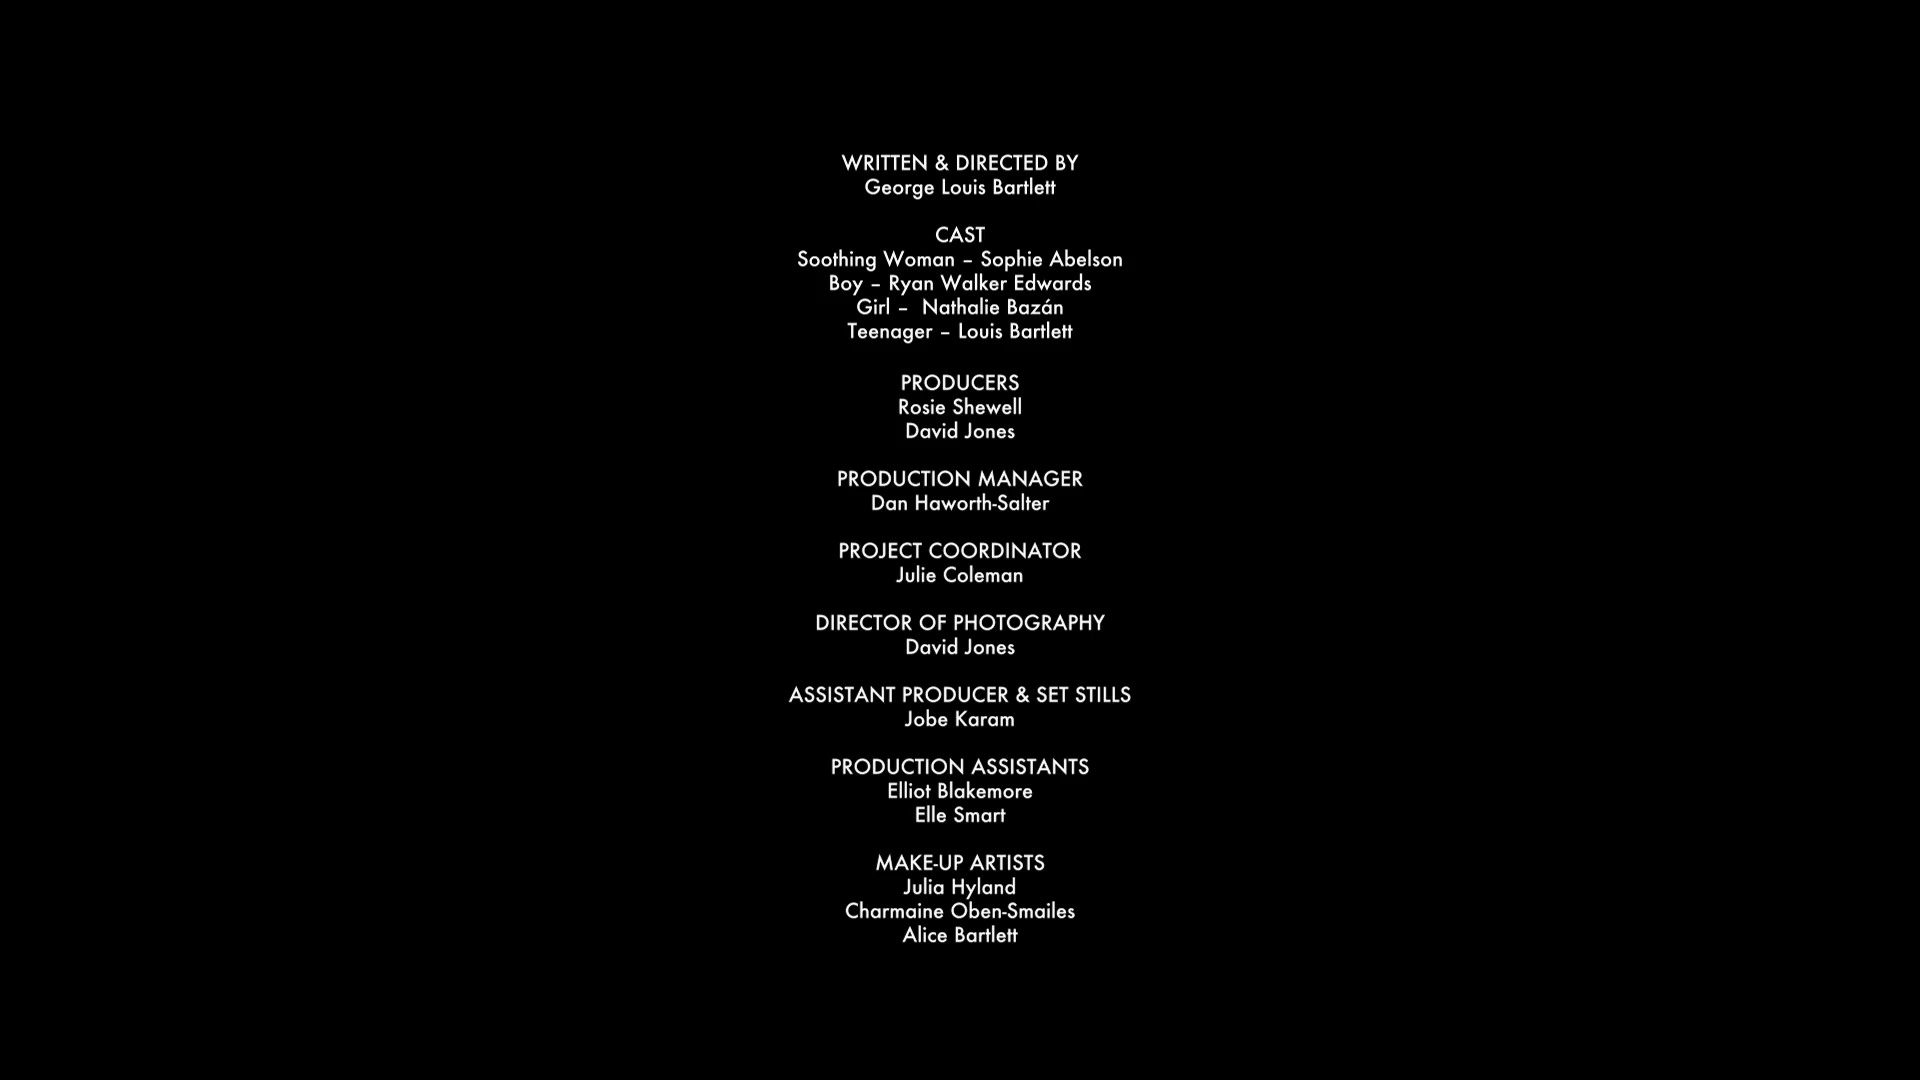 WRITTEN & DIRECTED BY
George Louis Bartlett
CAST
Soothing Woman – Sophie Abelson
Boy – Ryan Walker Edwards
Girl –  Nathalie Bazán
Teenager – Louis Bartlett
PRODUCERS
Rosie Shewell
David Jones
PRODUCTION MANAGER
Dan Haworth-Salter
PROJECT COORDINATOR
Julie Coleman
DIRECTOR OF PHOTOGRAPHY
David Jones
ASSISTANT PRODUCER & SET STILLS
Jobe Karam
PRODUCTION ASSISTANTS
Elliot Blakemore
Elle Smart
MAKE-UP ARTISTS
Julia Hyland
Charmaine Oben-Smailes
Alice Bartlett